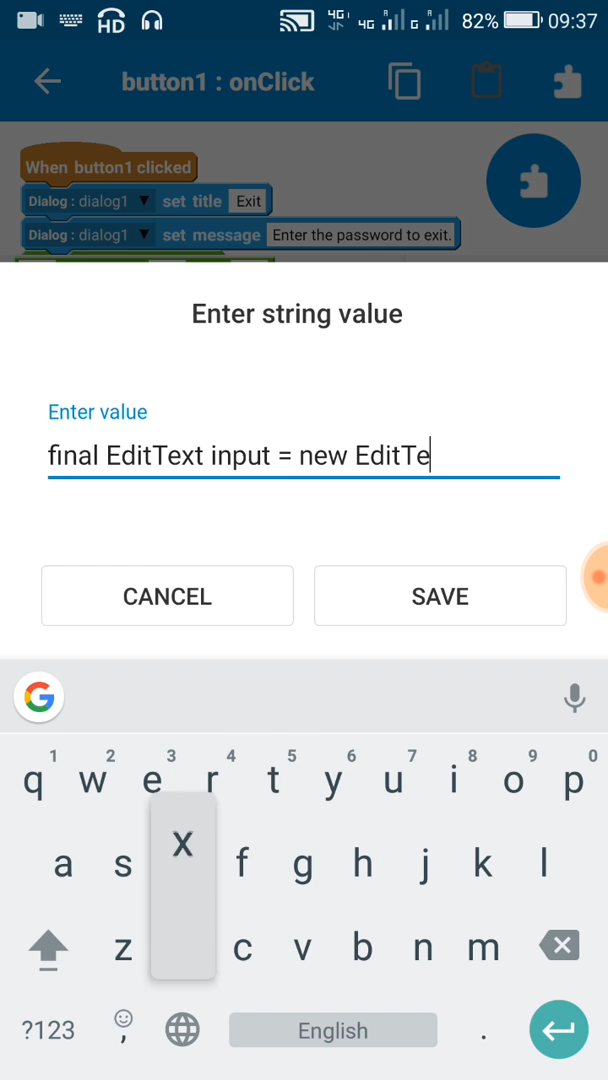 HD 4G 4G G R 82% 09:37
button1 : onClick
When button1 clicked
Dialog : dialog1 ▼ set title Exit
Dialog : dialog1 ▼ set message Enter the password to exit.
Enter string value
Enter value
final EditText input = new EditTe
CANCEL SAVE
G
1 2 3 4 5 6 7 8 9 0
q w e r t y u i o p
a s x f g h j k l
z c v b n m
?123 , English .